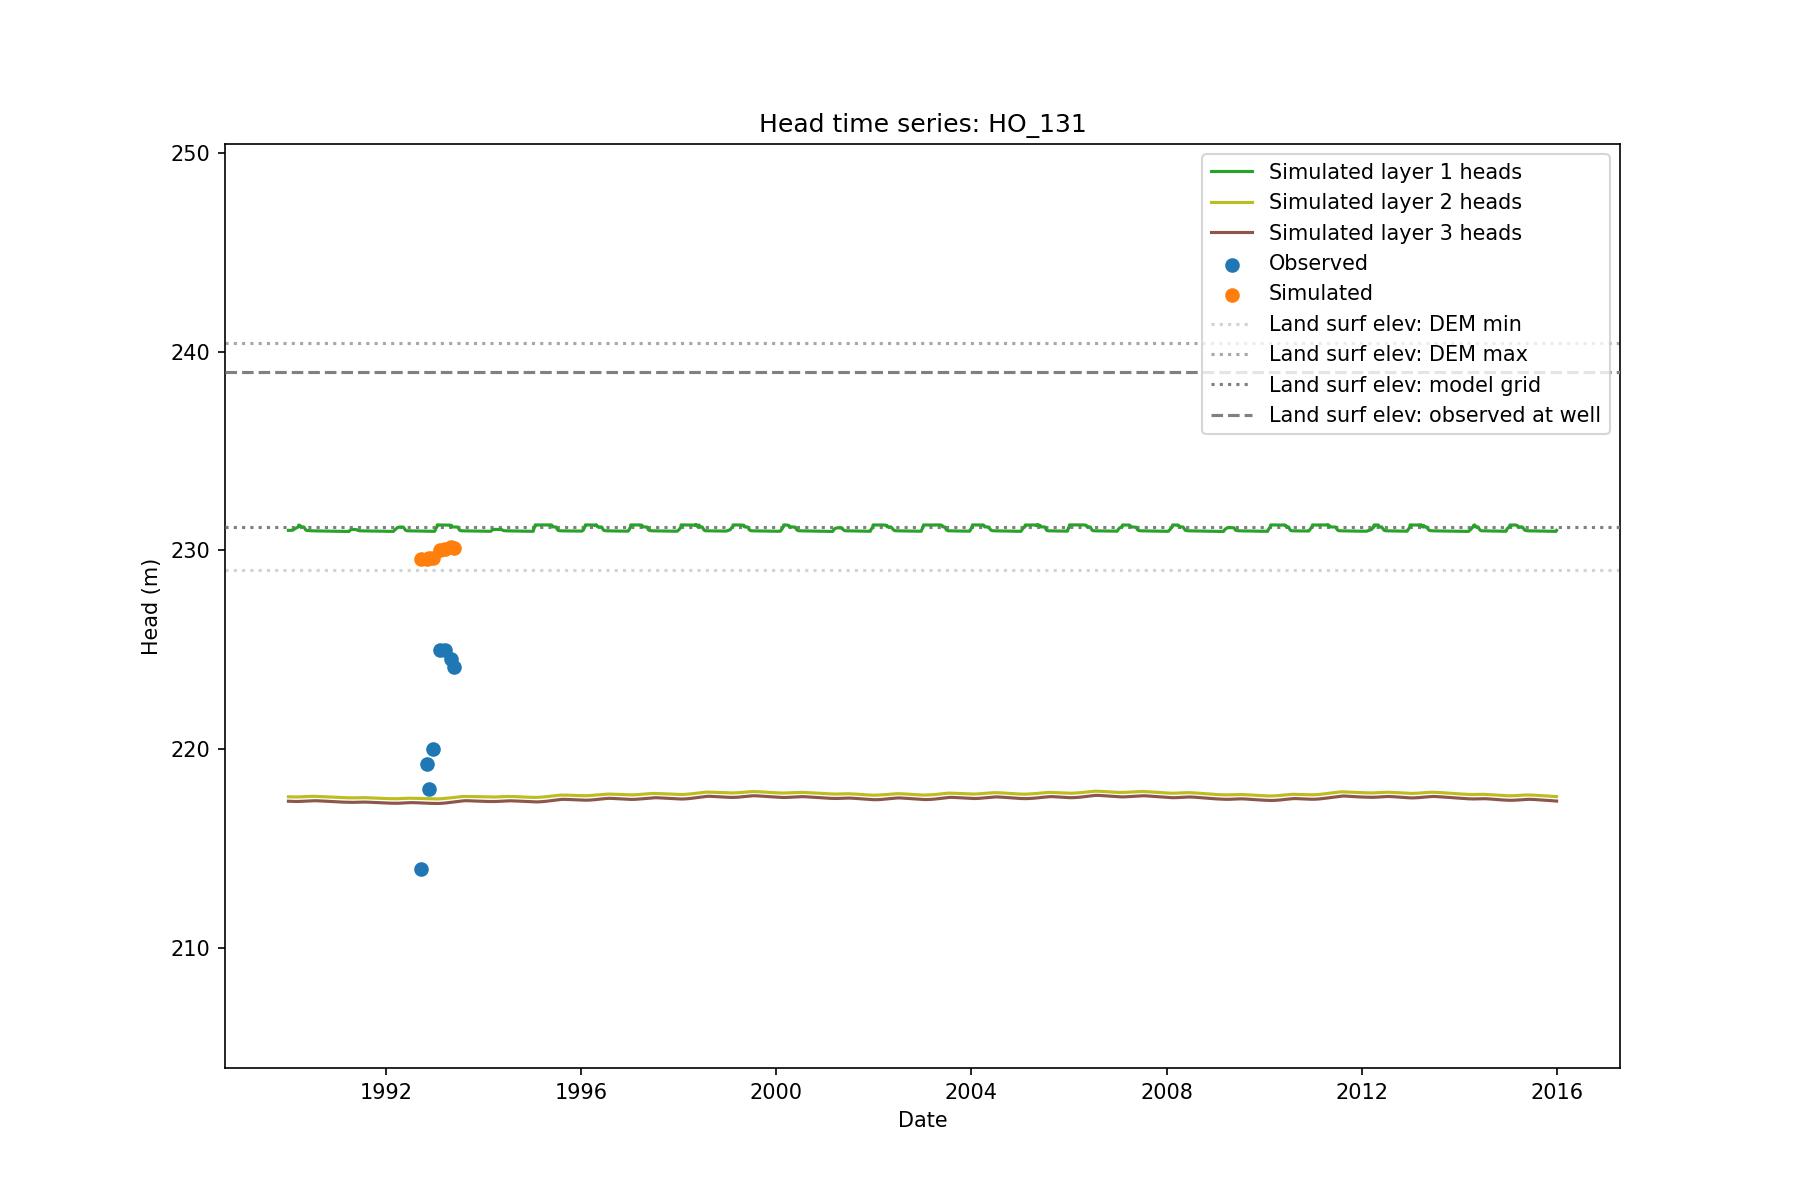 Head time series: HO_131
250
240
230
220
210
Head (m)
Simulated layer 1 heads
Simulated layer 2 heads
Simulated layer 3 heads
Observed
Simulated
Land surf elev: DEM min
Land surf elev: DEM max
Land surf elev: model grid
Land surf elev: observed at well
1992 1996 2000 2004 2008 2012 2016
Date